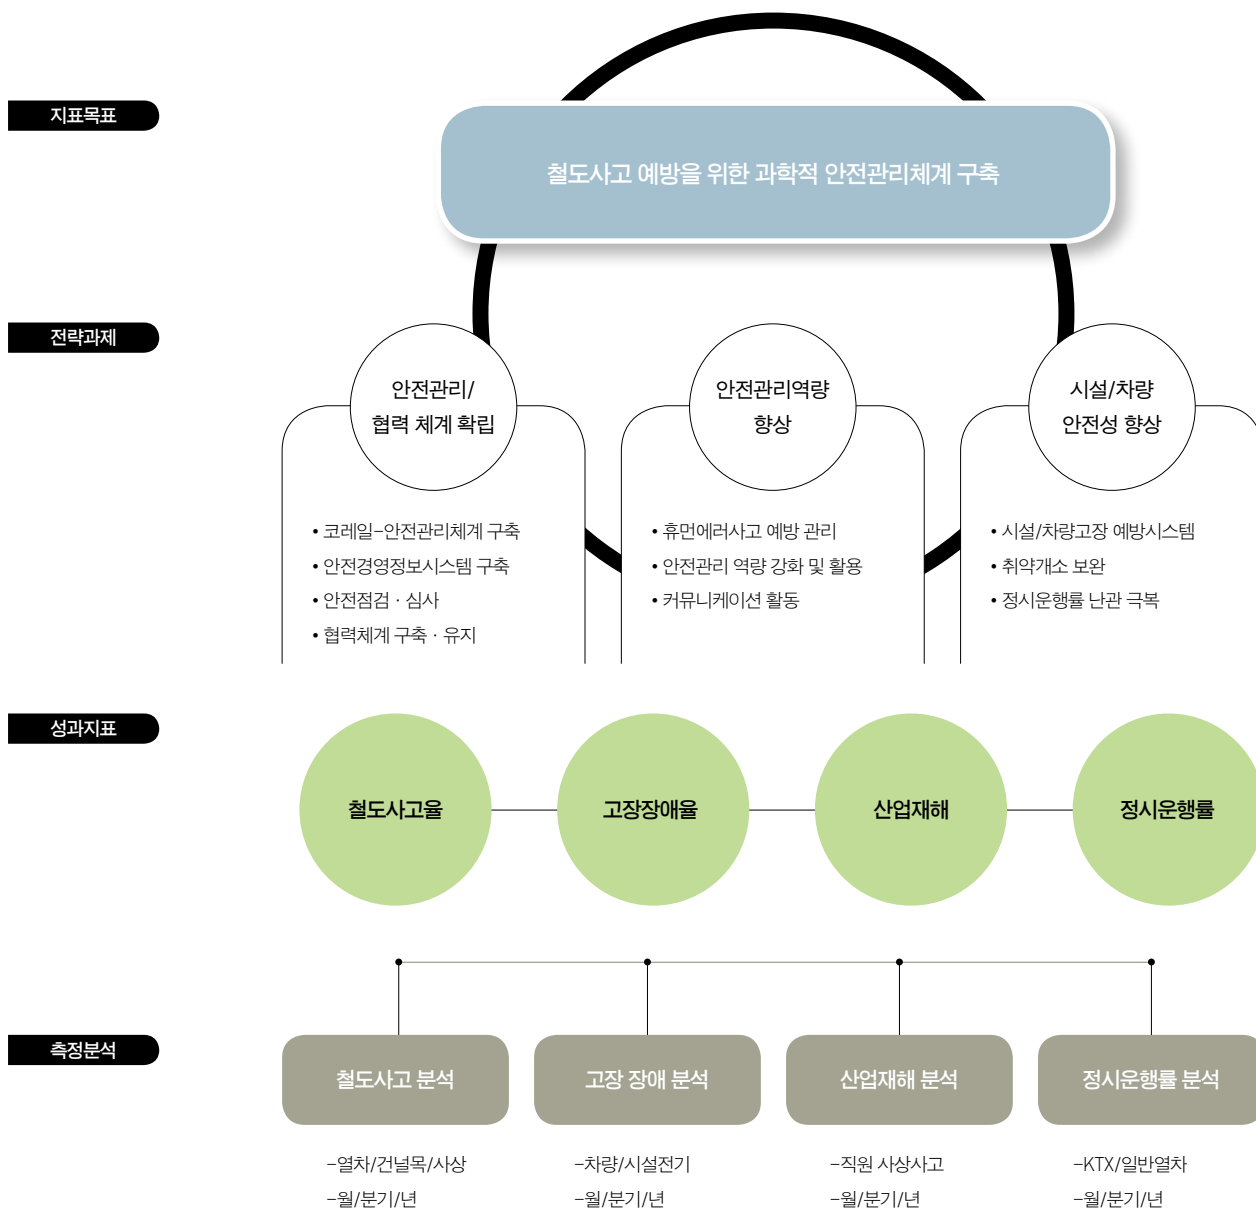 지표목표
철도사고 예방을 위한 과학적 안전관리체계 구축
전략과제
안전관리/
협력 체계 확립
• 코레일-안전관리체계 구축
• 안전경영정보시스템 구축
• 안전점검 · 심사
• 협력체계 구축 · 유지
안전관리역량
향상
• 휴먼에러사고 예방 관리
• 안전관리 역량 강화 및 활용
• 커뮤니케이션 활동
시설/차량
안전성 향상
• 시설/차량고장 예방시스템
• 취약개소 보완
• 정시운행률 난관 극복
성과지표
철도사고율
고장장애율
산업재해
정시운행률
측정분석
철도사고 분석
-열차/건널목/사상
-월/분기/년
고장 장애 분석
-차량/시설전기
-월/분기/년
산업재해 분석
-직원 사상사고
-월/분기/년
정시운행률 분석
-KTX/일반열차
-월/분기/년